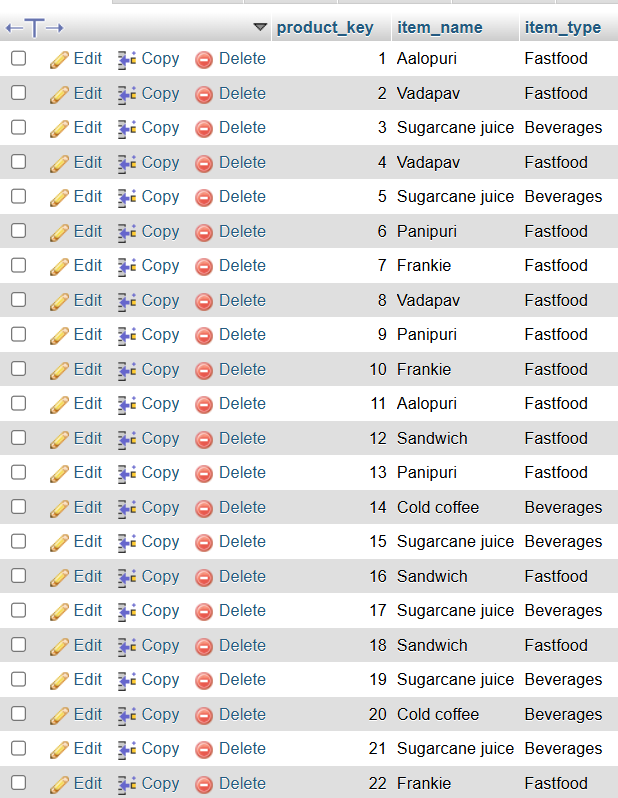 product_key item_name item_type
Edit Copy Delete 1 Aalopuri Fastfood
Edit Copy Delete 2 Vadapav Fastfood
Edit Copy Delete 3 Sugarcane juice Beverages
Edit Copy Delete 4 Vadapav Fastfood
Edit Copy Delete 5 Sugarcane juice Beverages
Edit Copy Delete 6 Panipuri Fastfood
Edit Copy Delete 7 Frankie Fastfood
Edit Copy Delete 8 Vadapav Fastfood
Edit Copy Delete 9 Panipuri Fastfood
Edit Copy Delete 10 Frankie Fastfood
Edit Copy Delete 11 Aalopuri Fastfood
Edit Copy Delete 12 Sandwich Fastfood
Edit Copy Delete 13 Panipuri Fastfood
Edit Copy Delete 14 Cold coffee Beverages
Edit Copy Delete 15 Sugarcane juice Beverages
Edit Copy Delete 16 Sandwich Fastfood
Edit Copy Delete 17 Sugarcane juice Beverages
Edit Copy Delete 18 Sandwich Fastfood
Edit Copy Delete 19 Sugarcane juice Beverages
Edit Copy Delete 20 Cold coffee Beverages
Edit Copy Delete 21 Sugarcane juice Beverages
Edit Copy Delete 22 Frankie Fastfood